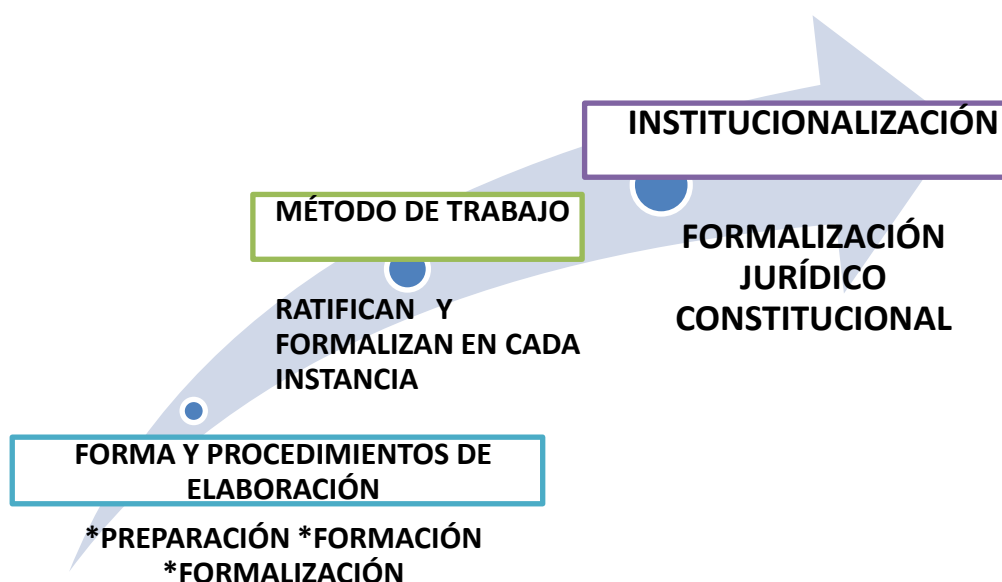 INSTITUCIONALIZACIÓN
FORMALIZACIÓN
JURÍDICO
CONSTITUCIONAL
MÉTODO DE TRABAJO
RATIFICAN Y
FORMALIZAN EN CADA
INSTANCIA
FORMA Y PROCEDIMIENTOS DE
ELABORACIÓN
*PREPARACIÓN *FORMACIÓN
*FORMALIZACIÓN